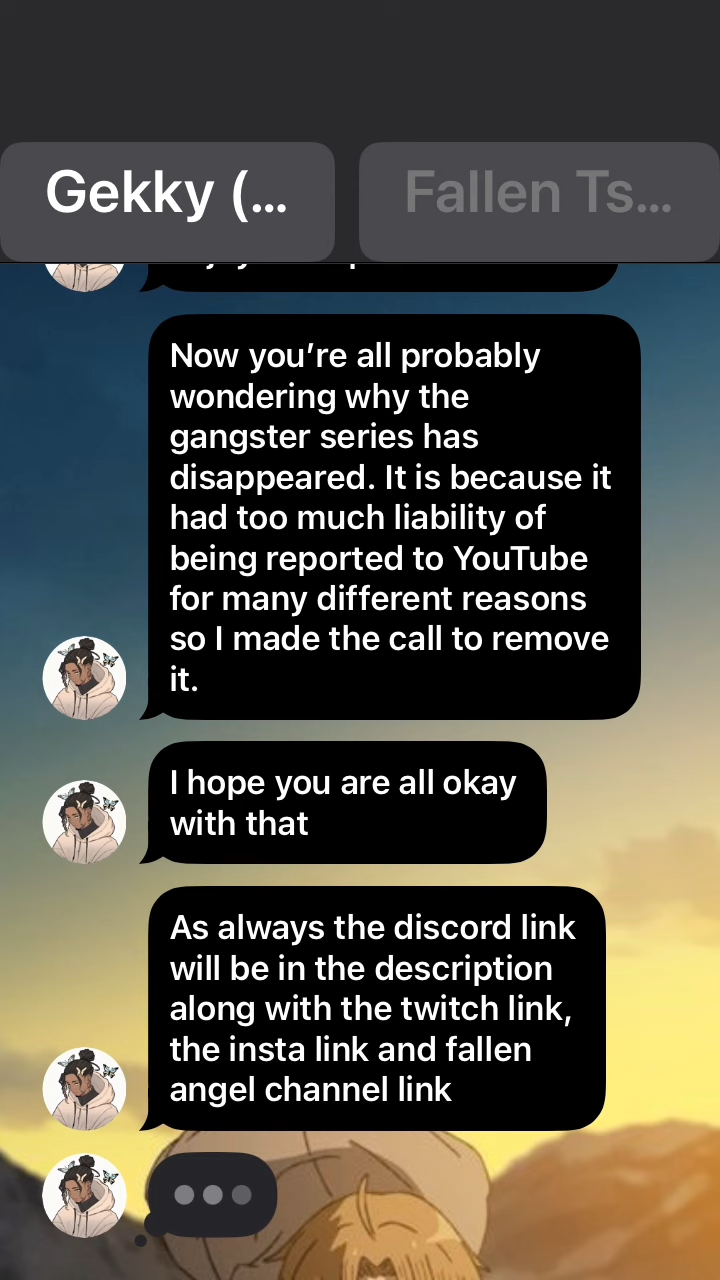 Gekky (...
Fallen Ts...
Now you’re all probably
wondering why the
gangster series has
disappeared. It is because it
had too much liability of
being reported to YouTube
for many different reasons
so I made the call to remove
it.
I hope you are all okay
with that
As always the discord link
will be in the description
along with the twitch link,
the insta link and fallen
angel channel link